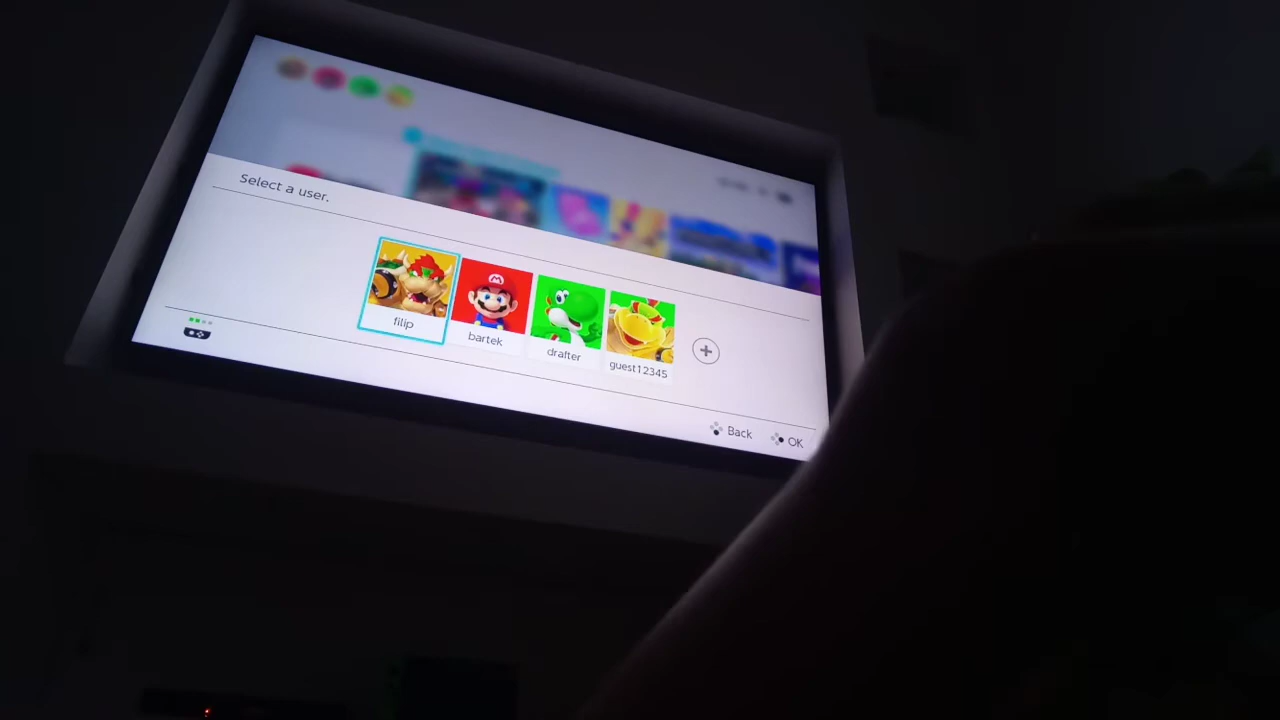 Select a user.
filip
bartek
drafter
guest12345
Back
OK